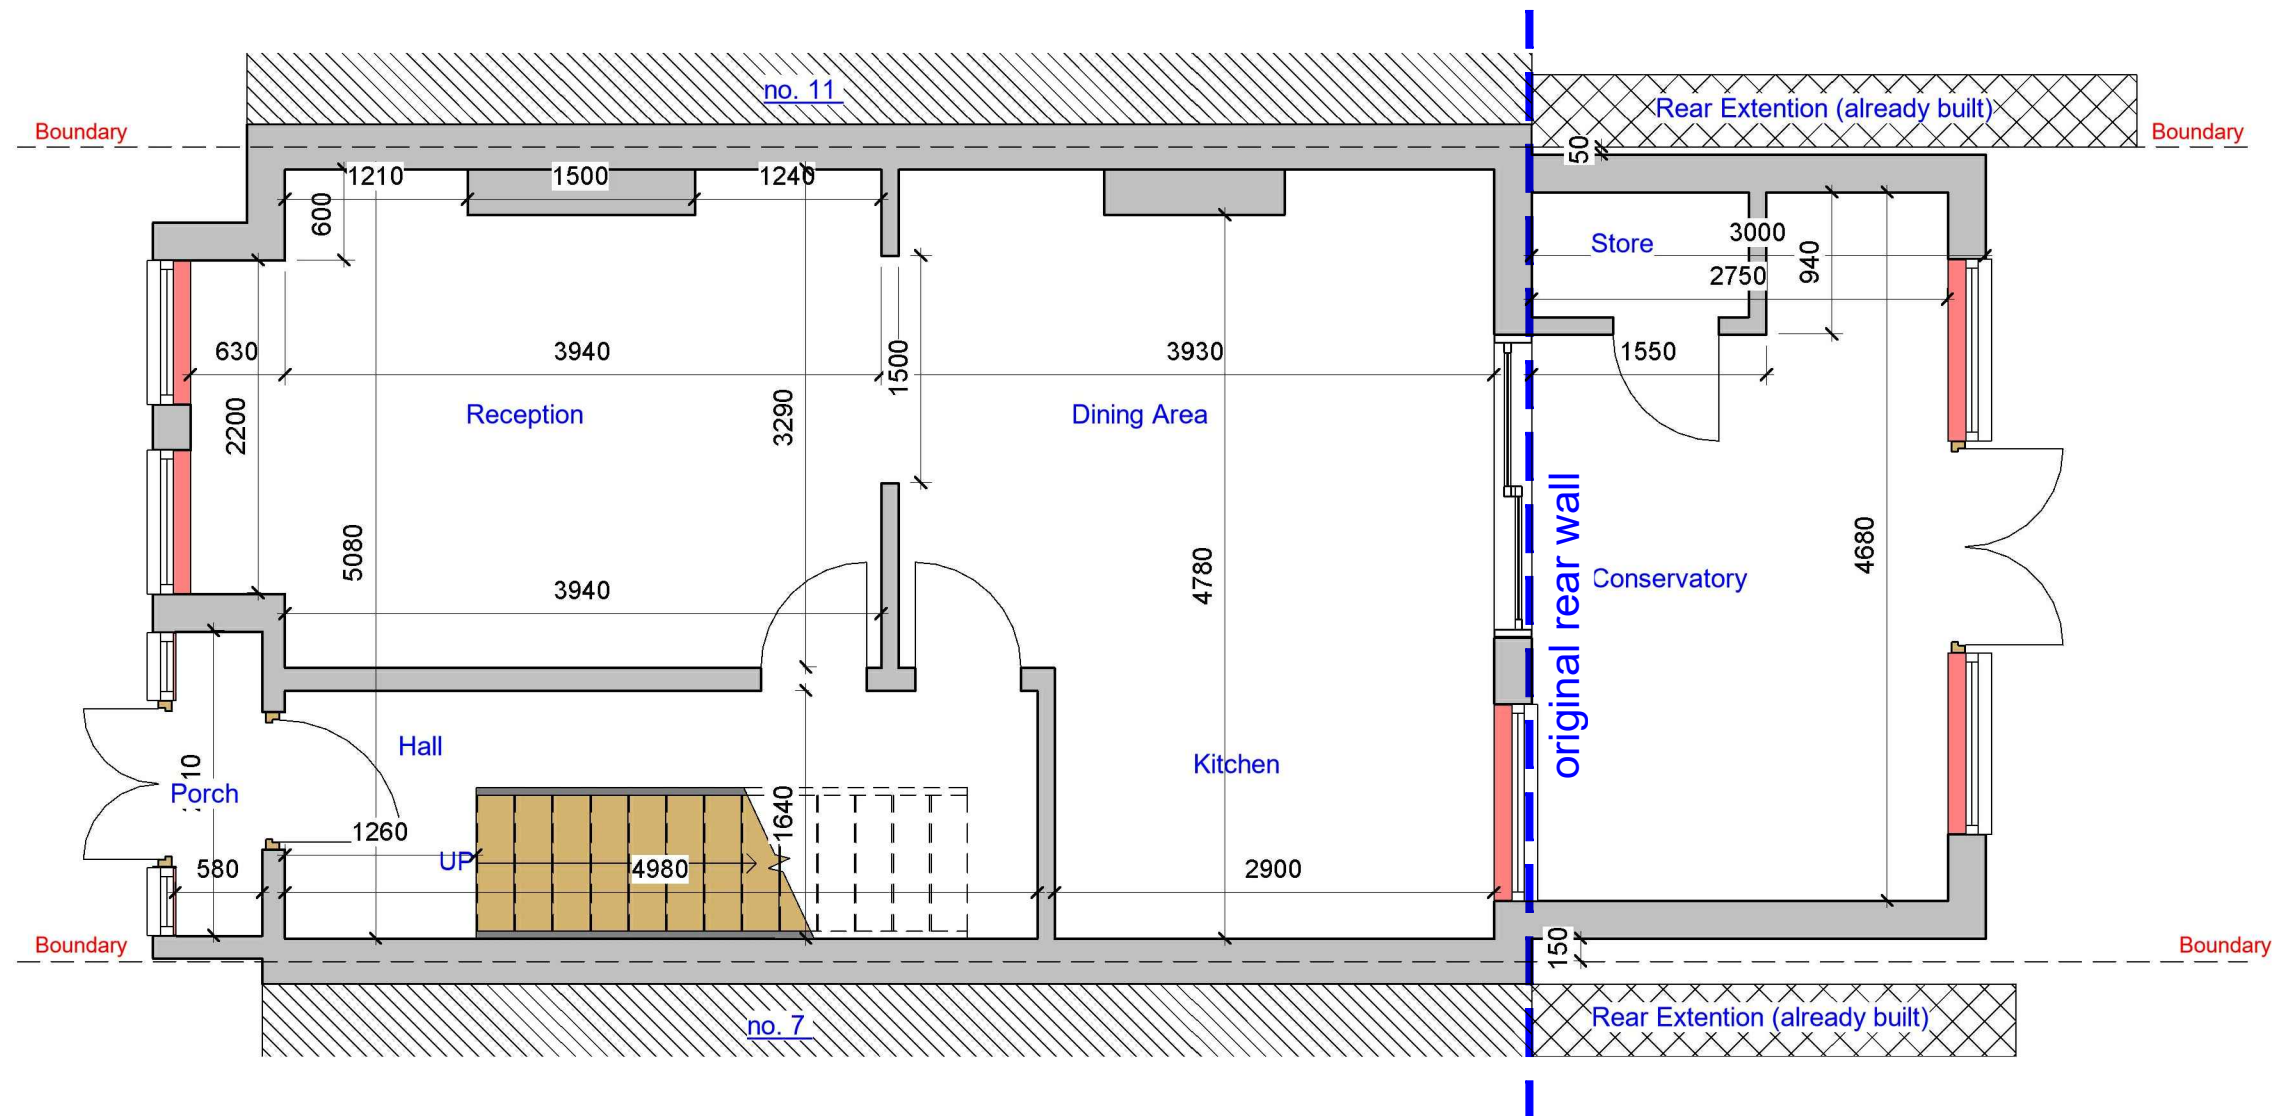 no. 11
Rear Extention (already built)
Boundary
Boundary
50
1210
1500
1240
600
Store
3000
940
2750
630
3940
1500
3930
1550
2200
3290
Reception
Dining Area
original rear wall
5080
4780
4680
3940
Conservatory
Hall
Kitchen
10
Porch
1640
1260
UP
580
4980
2900
Boundary
150
Boundary
no. 7
Rear Extention (already built)